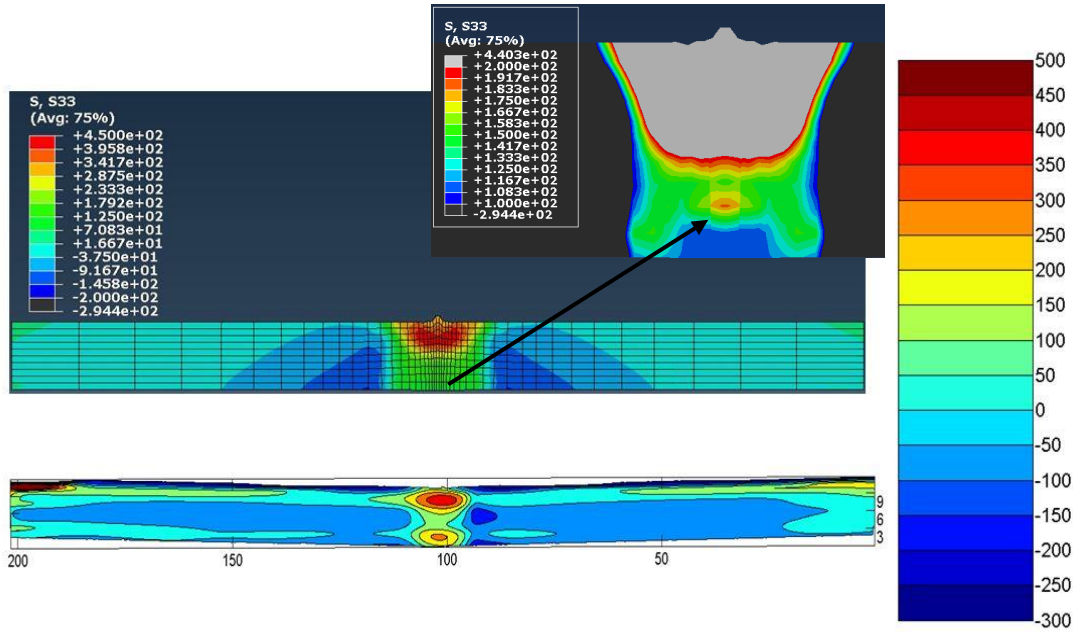 S, S33
(Avg: 75%)
+4.403e+02
+2.000e+02
+1.917e+02
+1.833e+02
+1.750e+02
+1.667e+02
+1.583e+02
+1.500e+02
+1.417e+02
+1.333e+02
+1.250e+02
+1.167e+02
+1.083e+02
+1.000e+02
-2.944e+02
S, S33
(Avg: 75%)
+4.500e+02
+3.958e+02
+3.417e+02
+2.875e+02
+2.333e+02
+1.792e+02
+1.250e+02
+7.083e+01
+1.667e+01
-3.750e+01
-9.167e+01
-1.458e+02
-2.000e+02
-2.944e+02
500
450
400
350
300
250
200
150
100
50
0
-50
-100
-150
-200
-250
-300
9
6
3
200 150 100 50